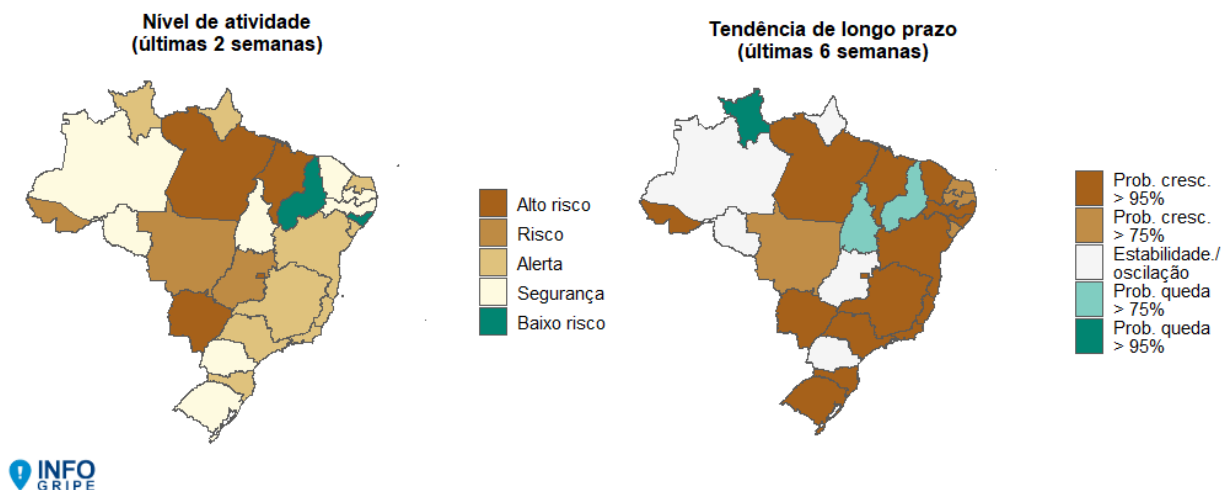 Nível de atividade
(últimas 2 semanas)
Alto risco
Risco
Alerta
Segurança
Baixo risco
Tendência de longo prazo
(últimas 6 semanas)
Prob. cresc.
> 95%
Prob. cresc.
> 75%
Estabilidade./
oscilação
Prob. queda
> 75%
Prob. queda
> 95%
INFO
GRIPE